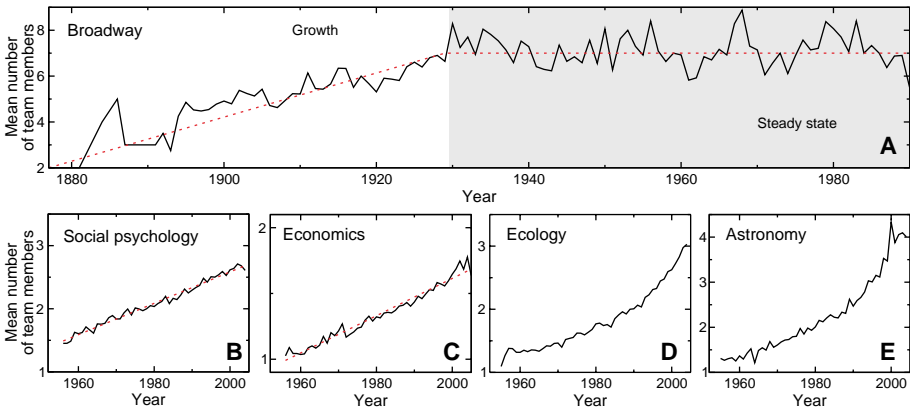 Broadway
Growth
Steady state
A
Mean number
of team members
8
6
4
2
1880
1900
1920
1940
1960
1980
Year
Social psychology
B
Mean number
of team members
3
2
1
1960
1980
2000
Year
Economics
C
2
1
1960
1980
2000
Year
Ecology
D
3
2
1
1960
1980
2000
Year
Astronomy
E
4
3
2
1
1960
1980
2000
Year